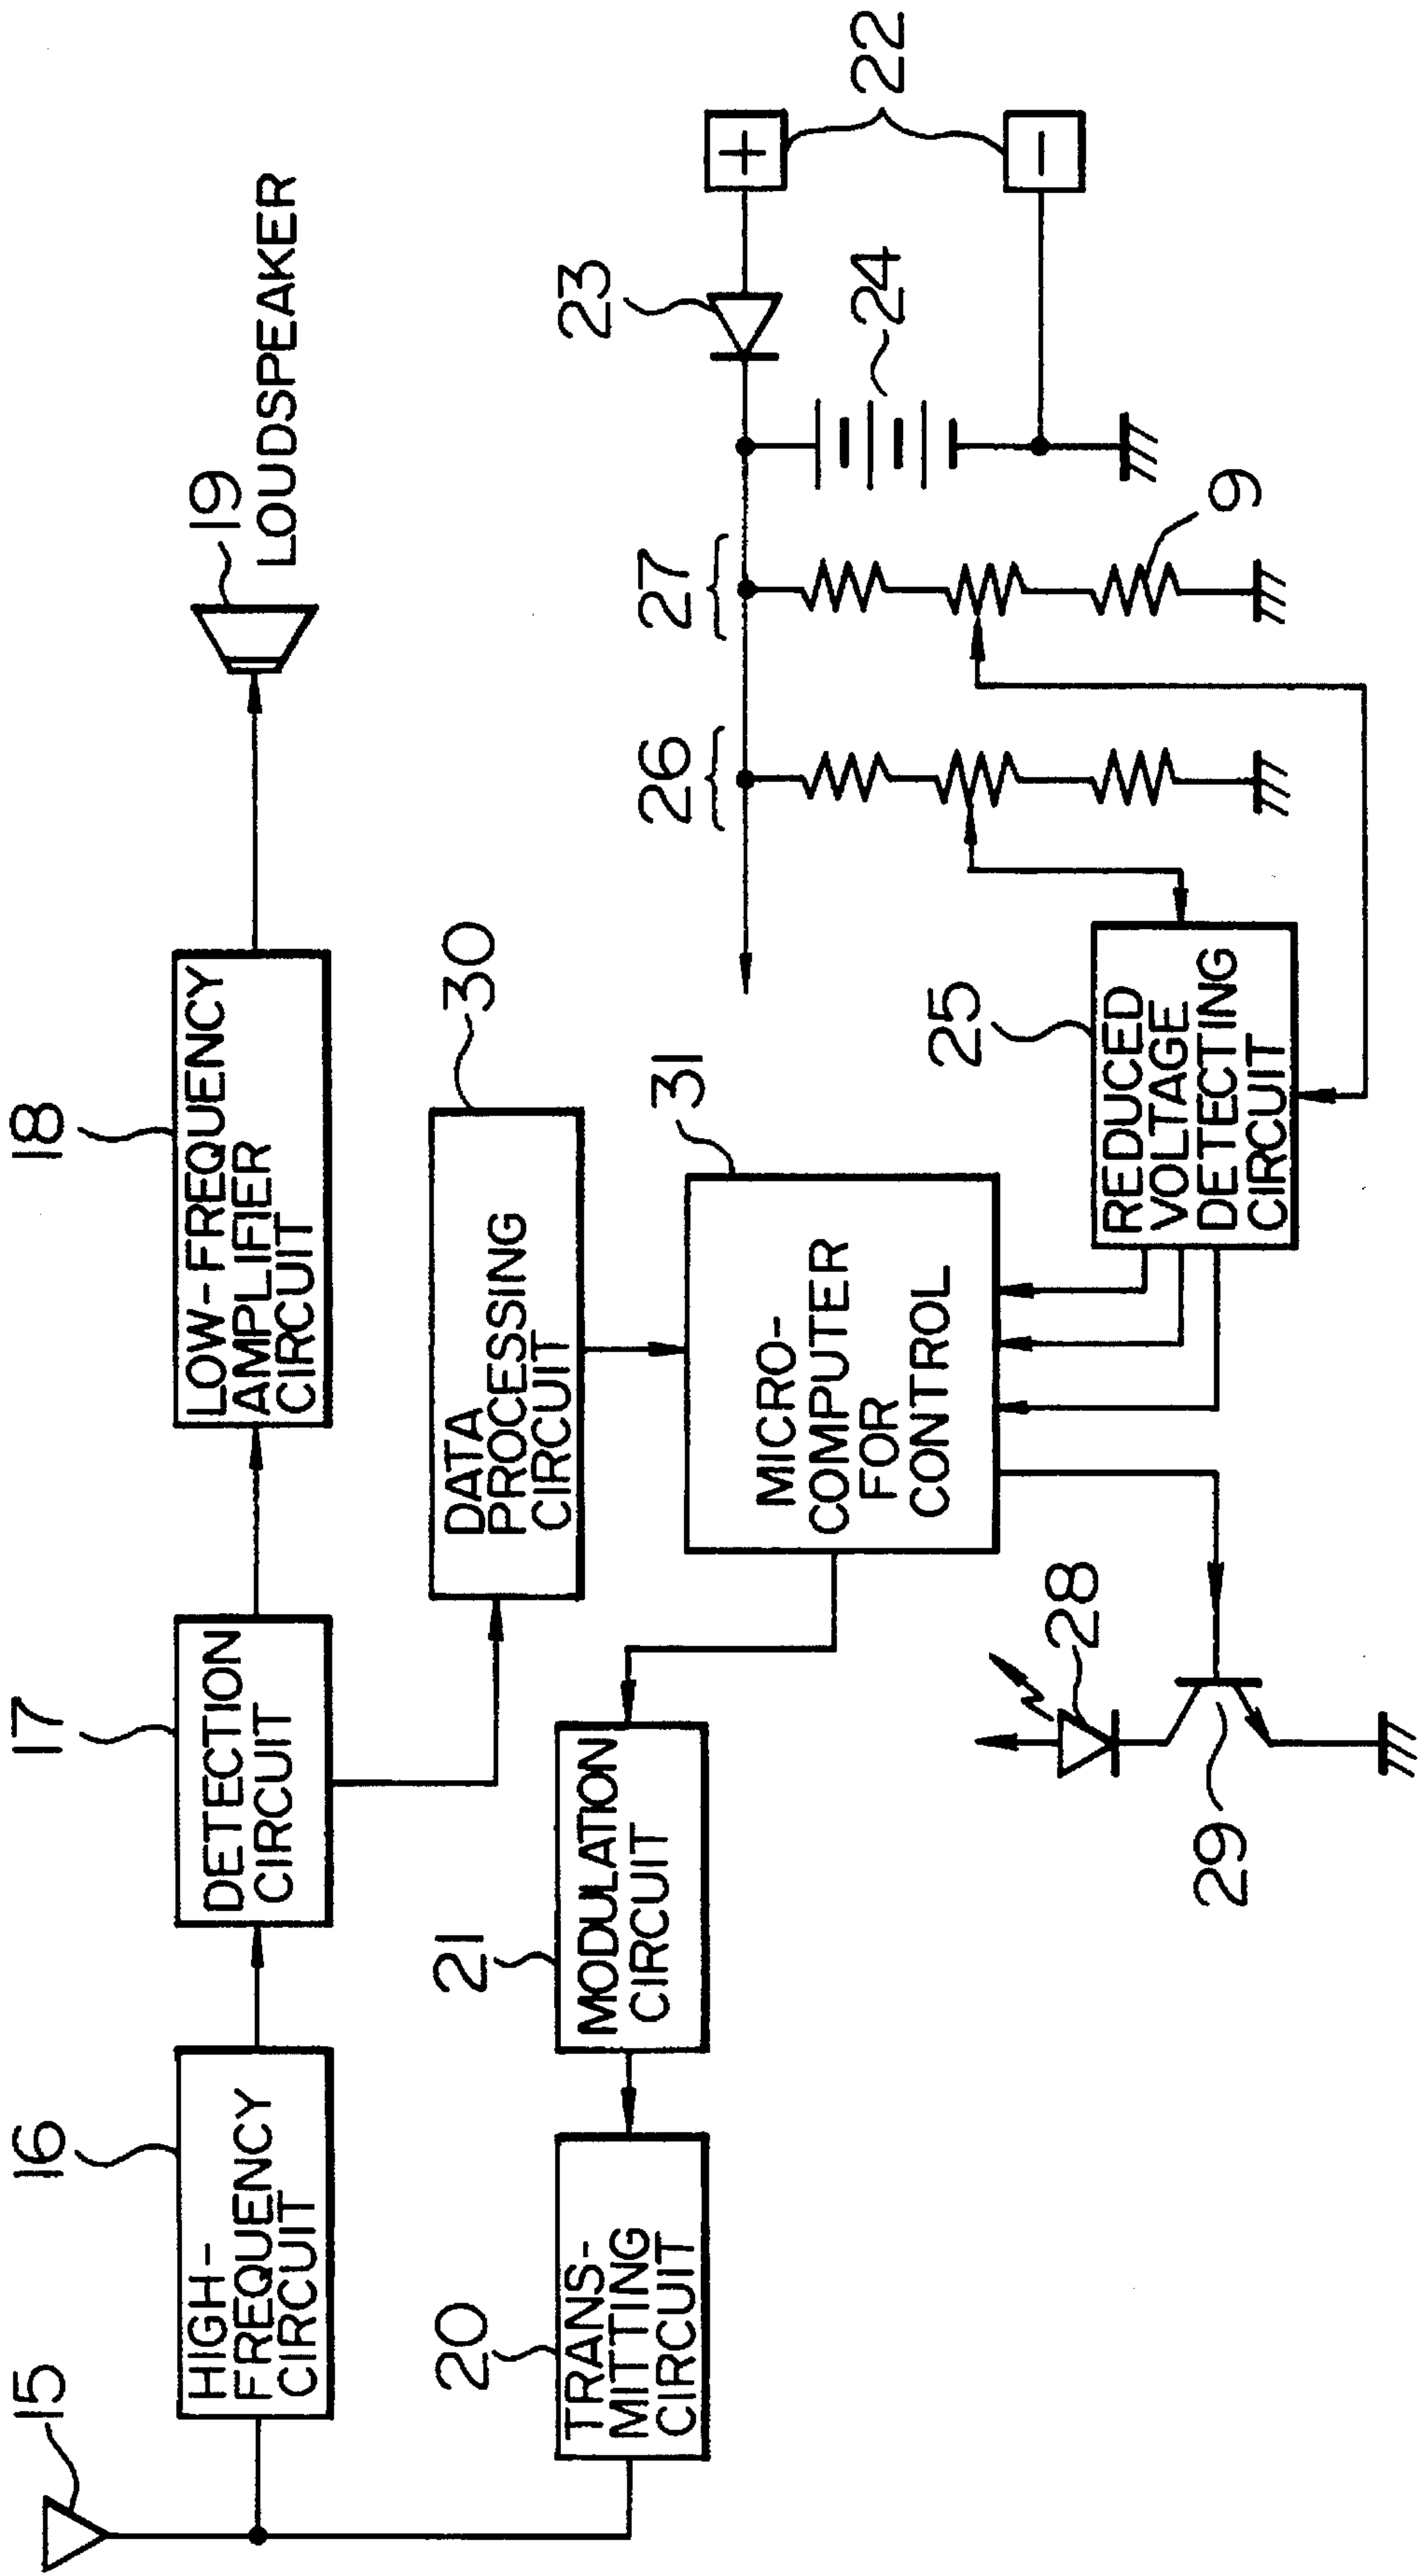 15
16
HIGH-
FREQUENCY
CIRCUIT
17
DETECTION
CIRCUIT
18
LOW-FREQUENCY
AMPLIFIER
CIRCUIT
19
LOUDSPEAKER
20
TRANS-
MITTING
CIRCUIT
21
MODULATION
CIRCUIT
30
DATA
PROCESSING
CIRCUIT
31
MICRO-
COMPUTER
FOR
CONTROL
26
27
23
24
22
+
−
9
25
REDUCED
VOLTAGE
DETECTING
CIRCUIT
28
29